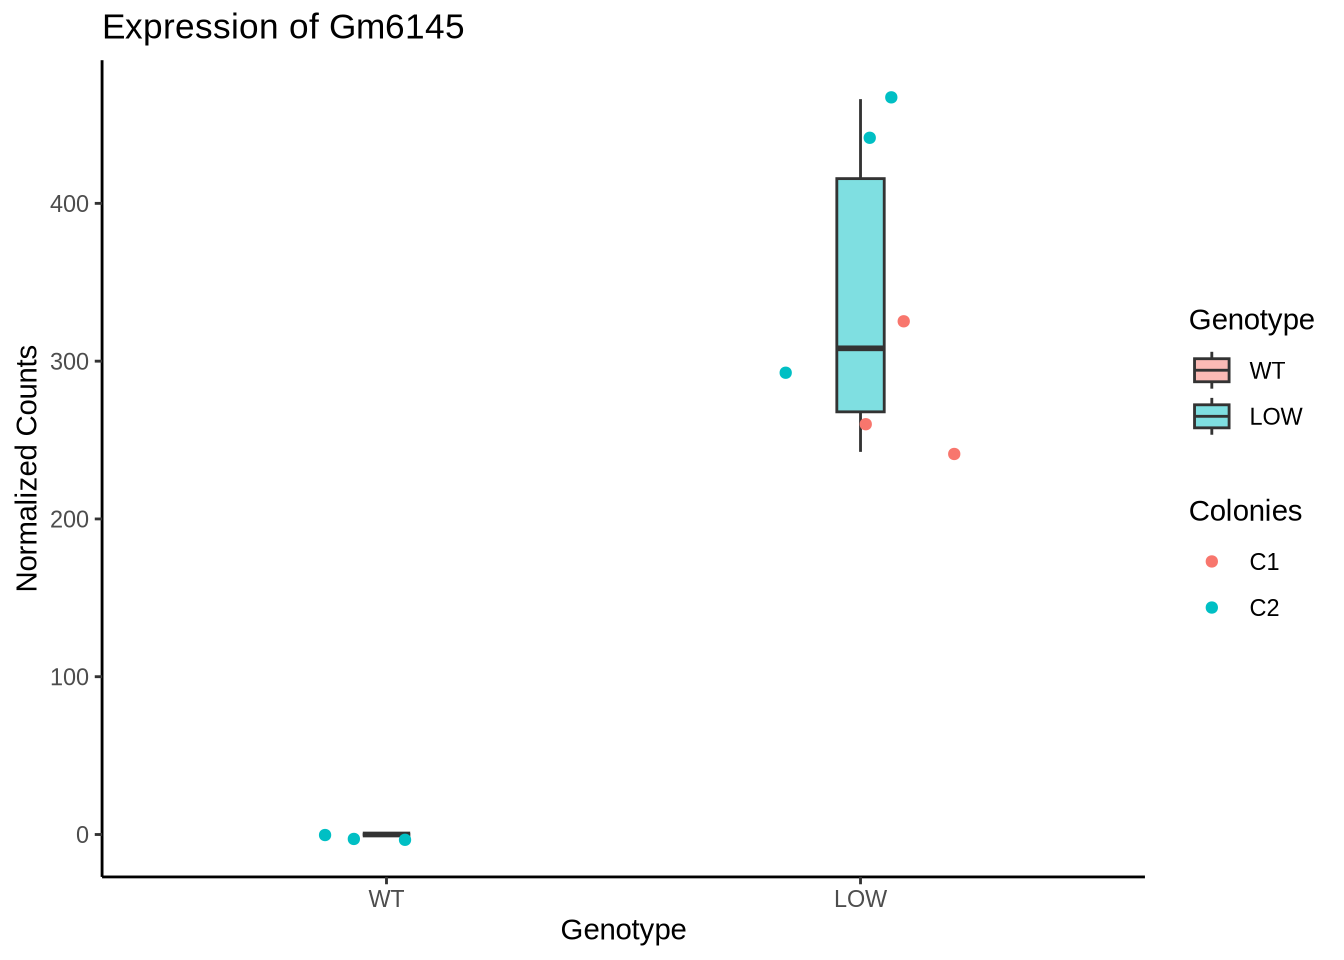 Expression of Gm6145
Normalized Counts
400
300
200
100
0
WT
LOW
Genotype
Genotype
WT
LOW
Colonies
C1
C2